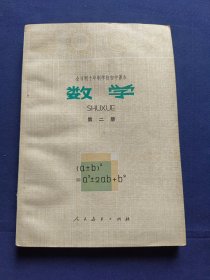 全日制十年制学校初中课本
数学
SHUXUE
第二册
(a±b)²
=a²±2ab+b²
人民教育出版社